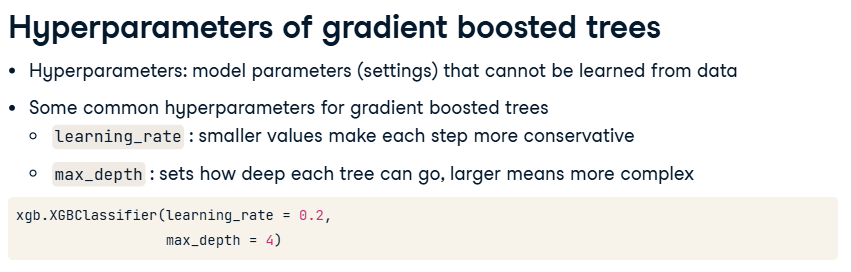 Hyperparameters of gradient boosted trees
• Hyperparameters: model parameters (settings) that cannot be learned from data
• Some common hyperparameters for gradient boosted trees
○ learning_rate : smaller values make each step more conservative
○ max_depth : sets how deep each tree can go, larger means more complex
xgb.XGBClassifier(learning_rate = 0.2,
                  max_depth = 4)